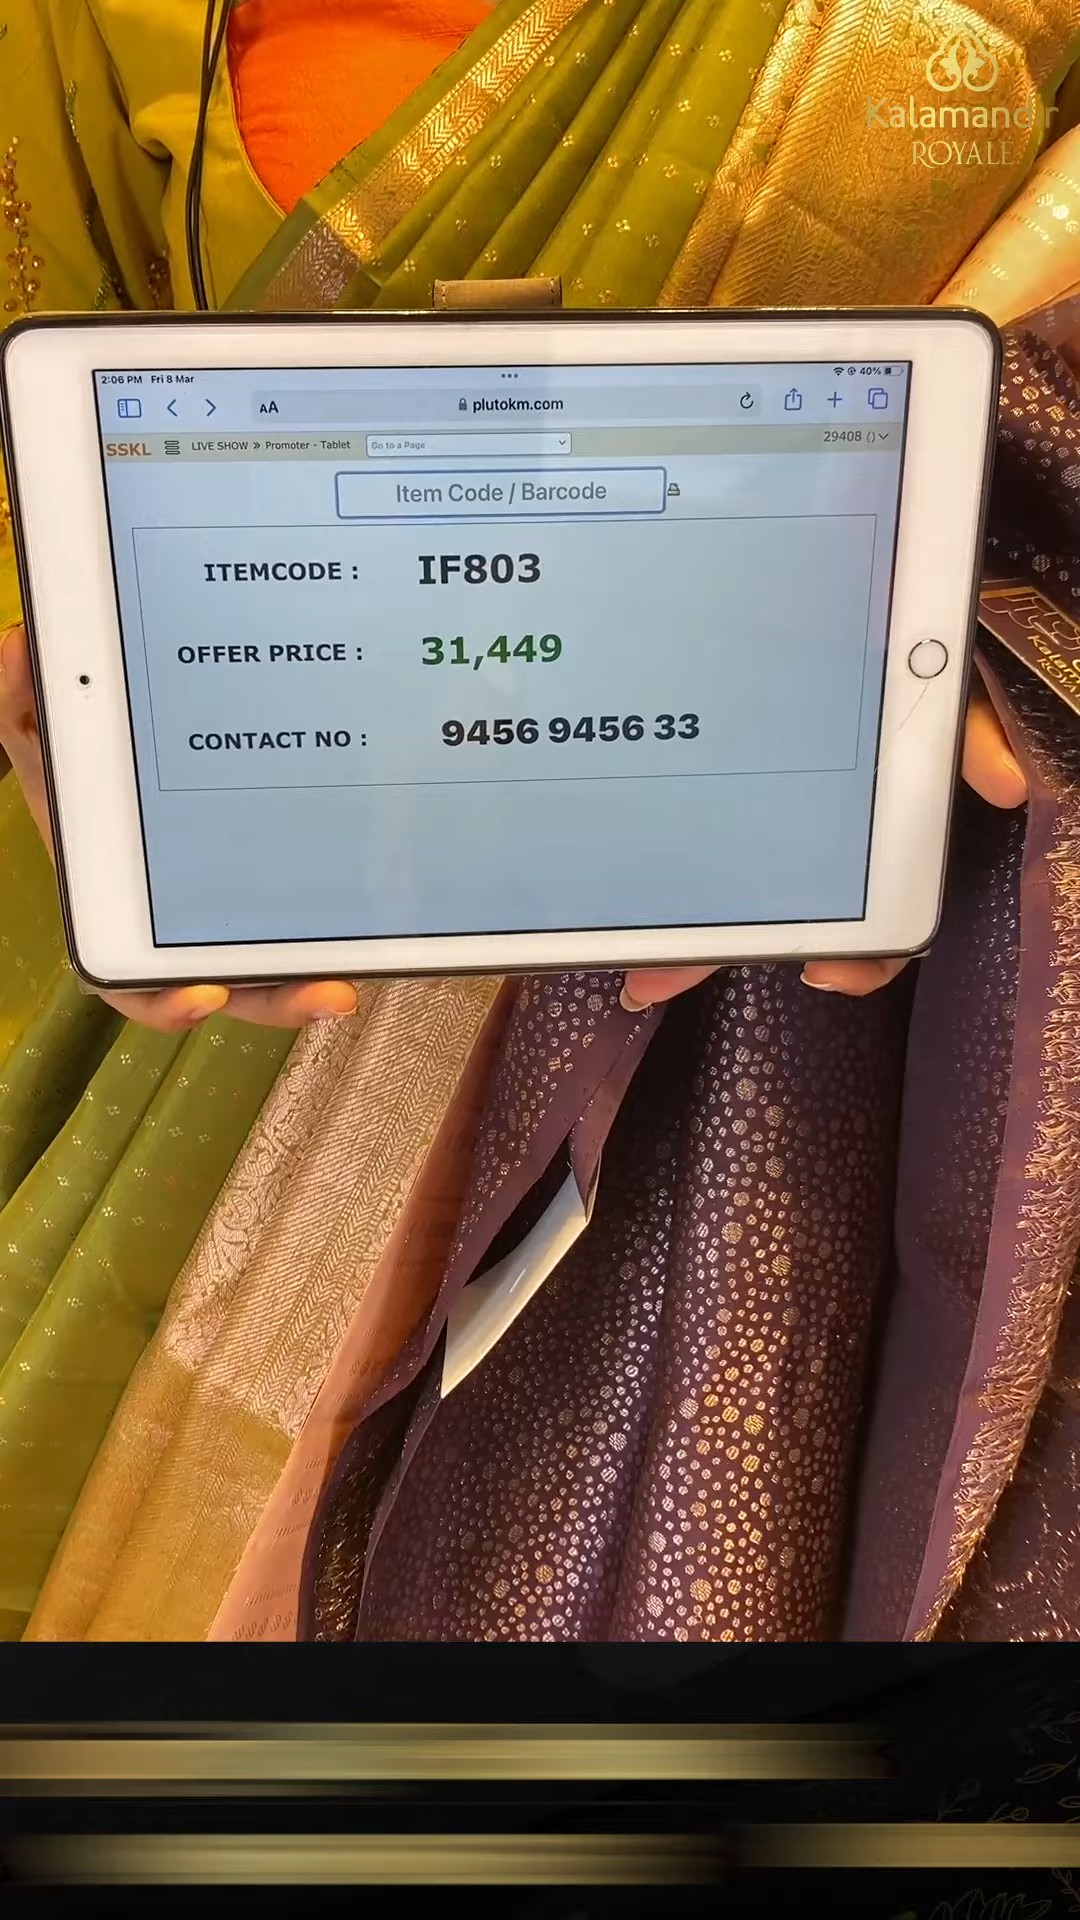 Kalamandir
ROYALE
2:06 PM Fri 8 Mar
40%
AA
plutokm.com
SSKL
LIVE SHOW » Promoter - Tablet
Go to a Page
29408 ()
Item Code / Barcode
ITEMCODE : IF803
OFFER PRICE : 31,449
CONTACT NO : 9456 9456 33